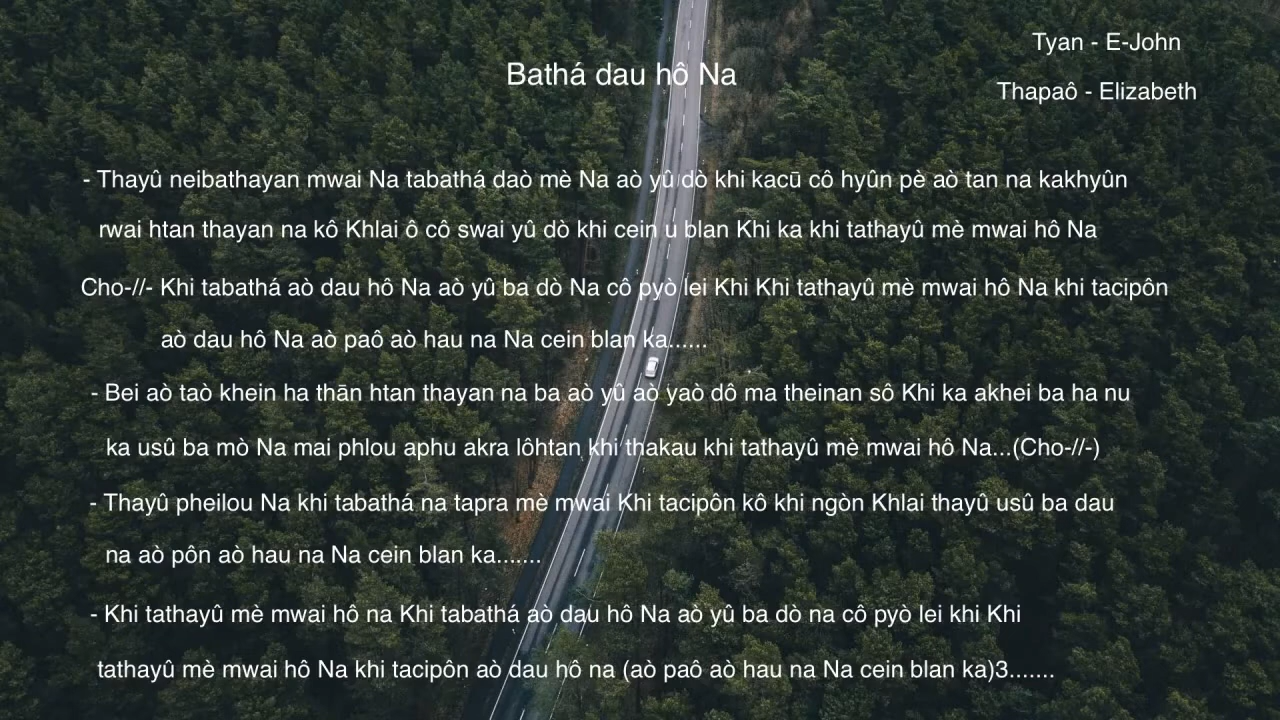 Tyan - E-John
Bathá dau hô Na
Thapaô - Elizabeth
- Thayû neibathayan mwai Na tabathá daò mè Na aò yû dò khi kacū cô hyûn pè aò tan na kakhyûn
rwai htan thayan na kô Khlai ô cô swai yû dò khi cein u blan Khi ka khi tathayû mè mwai hô Na
Cho-//- Khi tabathá aò dau hô Na aò yû ba dò Na cô pyò lei Khi Khi tathayû mè mwai hô Na khi tacipôn
aò dau hô Na aò paô aò hau na Na cein blan ka......
- Bei aò taò khein ha thān htan thayan na ba aò yû aò yaò dô ma theinan sô Khi ka akhei ba ha nu
ka usû ba mò Na mai phlou aphu akra lôhtan khi thakau khi tathayû mè mwai hô Na...(Cho-//-)
- Thayû pheilou Na khi tabathá na tapra mè mwai Khi tacipôn kô khi ngòn Khlai thayû usû ba dau
na aò pôn aò hau na Na cein blan ka.......
- Khi tathayû mè mwai hô na Khi tabathá aò dau hô Na aò yû ba dò na cô pyò lei khi Khi
tathayû mè mwai hô Na khi tacipôn aò dau hô na (aò paô aò hau na Na cein blan ka)3.......